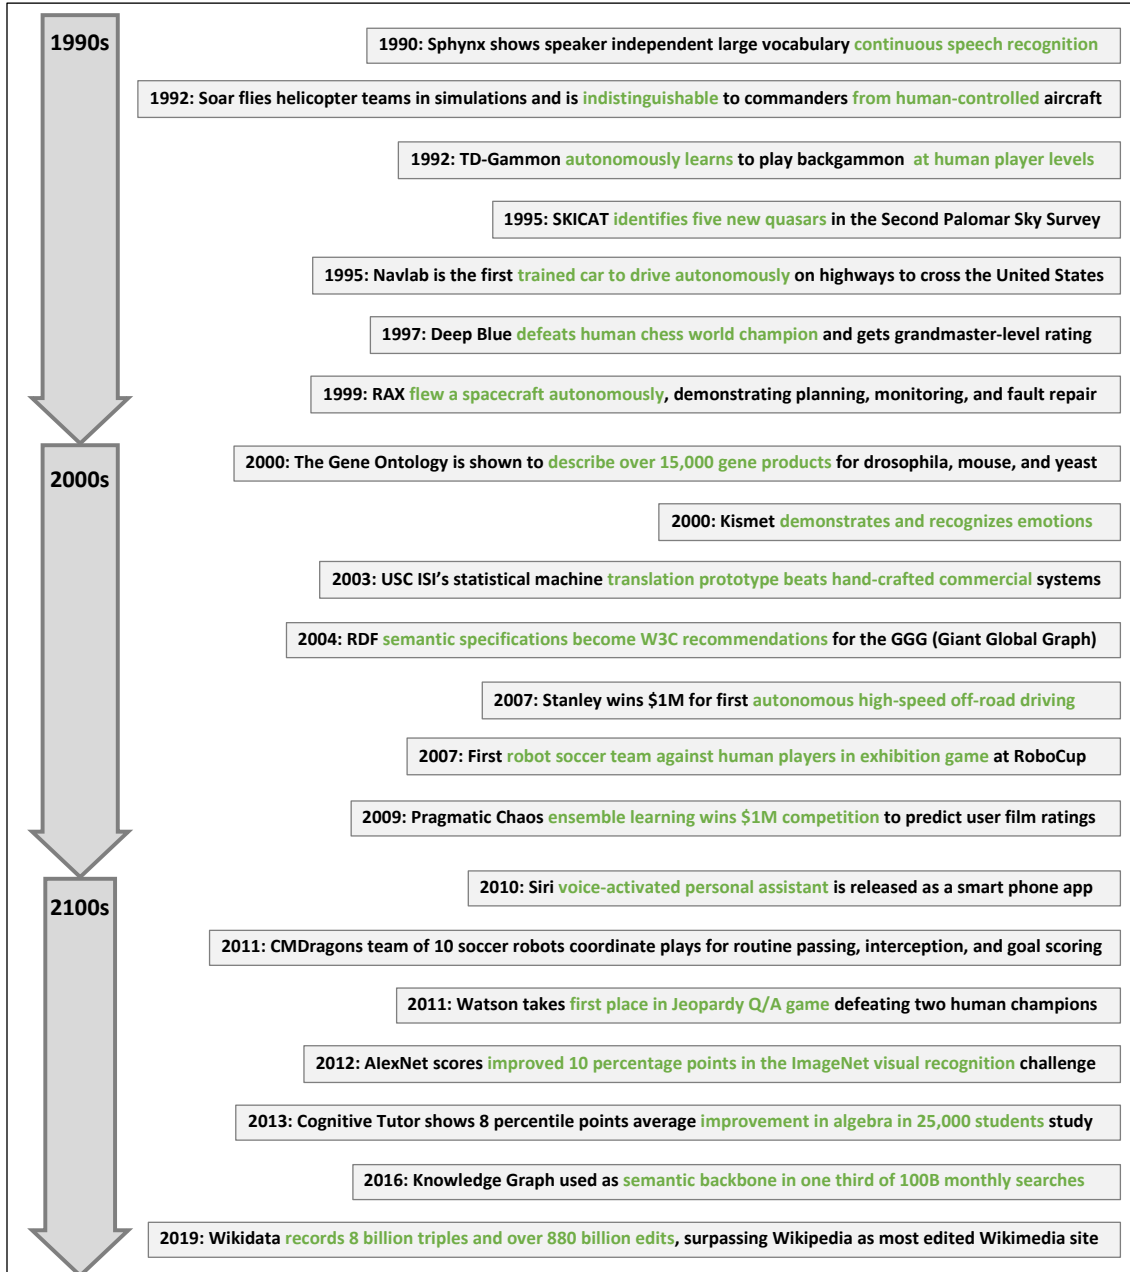 1990s
1990: Sphynx shows speaker independent large vocabulary continuous speech recognition
1992: Soar flies helicopter teams in simulations and is indistinguishable to commanders from human-controlled aircraft
1992: TD-Gammon autonomously learns to play backgammon at human player levels
1995: SKICAT identifies five new quasars in the Second Palomar Sky Survey
1995: Navlab is the first trained car to drive autonomously on highways to cross the United States
1997: Deep Blue defeats human chess world champion and gets grandmaster-level rating
1999: RAX flew a spacecraft autonomously, demonstrating planning, monitoring, and fault repair
2000s
2000: The Gene Ontology is shown to describe over 15,000 gene products for drosophila, mouse, and yeast
2000: Kismet demonstrates and recognizes emotions
2003: USC ISI’s statistical machine translation prototype beats hand-crafted commercial systems
2004: RDF semantic specifications become W3C recommendations for the GGG (Giant Global Graph)
2007: Stanley wins $1M for first autonomous high-speed off-road driving
2007: First robot soccer team against human players in exhibition game at RoboCup
2009: Pragmatic Chaos ensemble learning wins $1M competition to predict user film ratings
2100s
2010: Siri voice-activated personal assistant is released as a smart phone app
2011: CMDragons team of 10 soccer robots coordinate plays for routine passing, interception, and goal scoring
2011: Watson takes first place in Jeopardy Q/A game defeating two human champions
2012: AlexNet scores improved 10 percentage points in the ImageNet visual recognition challenge
2013: Cognitive Tutor shows 8 percentile points average improvement in algebra in 25,000 students study
2016: Knowledge Graph used as semantic backbone in one third of 100B monthly searches
2019: Wikidata records 8 billion triples and over 880 billion edits, surpassing Wikipedia as most edited Wikimedia site